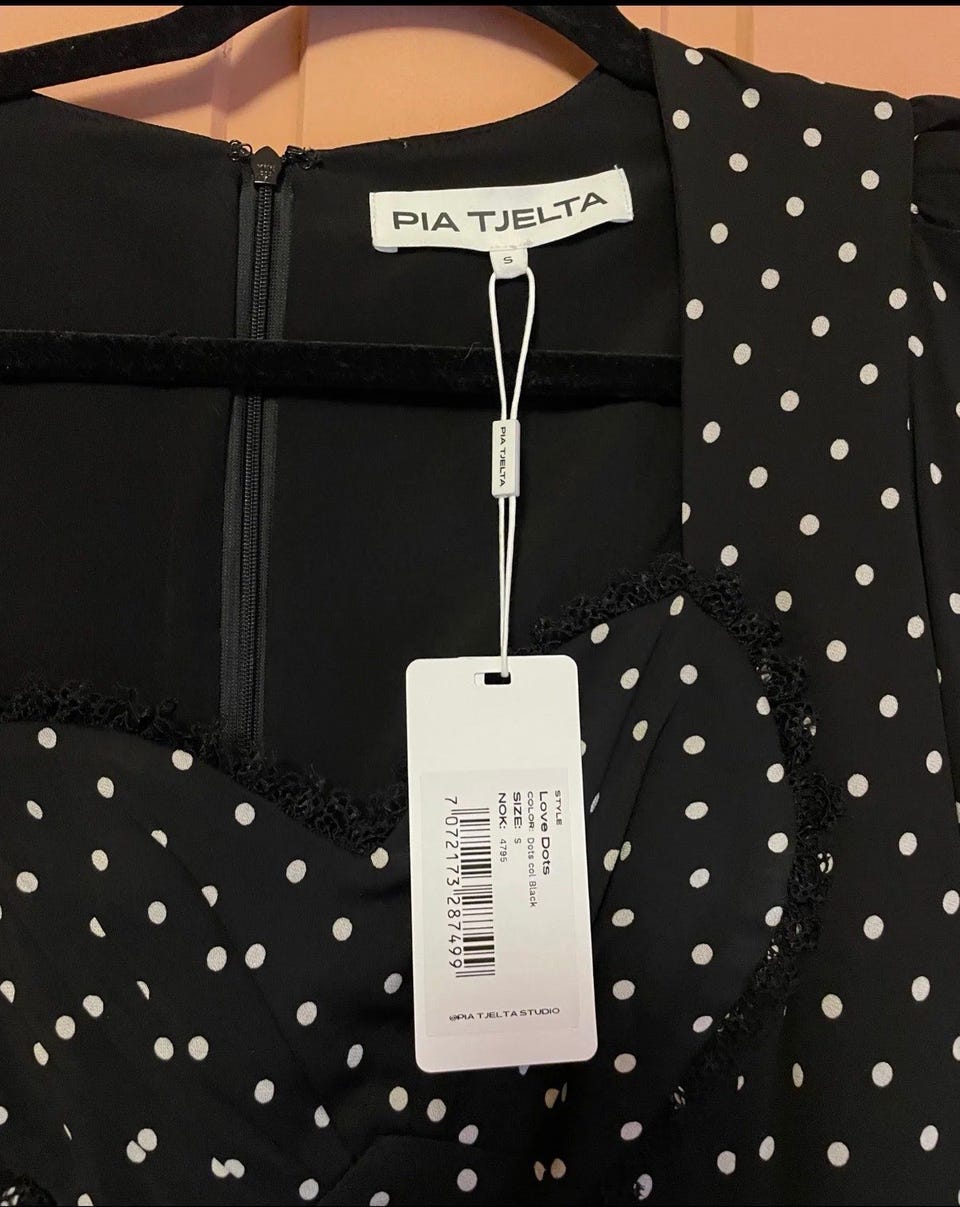 PIA TJELTA
S
PIA TJELTA
STYLE
Love Dots
COLOR: Dots col Black
SIZE: S
NOK: 4795
7 072173 287499
@PIA TJELTA STUDIO